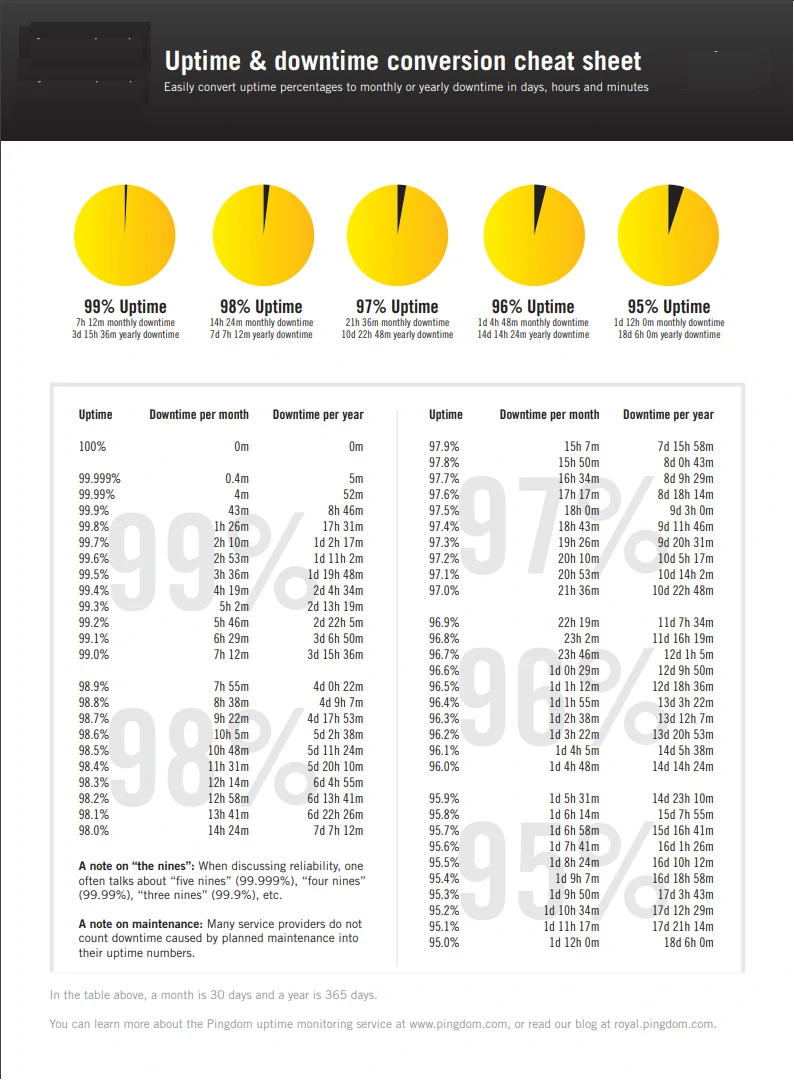 Uptime & downtime conversion cheat sheet
Easily convert uptime percentages to monthly or yearly downtime in days, hours and minutes
99% Uptime
7h 12m monthly downtime
3d 15h 36m yearly downtime
98% Uptime
14h 24m monthly downtime
7d 7h 12m yearly downtime
97% Uptime
21h 36m monthly downtime
10d 22h 48m yearly downtime
96% Uptime
1d 4h 48m monthly downtime
14d 14h 24m yearly downtime
95% Uptime
1d 12h 0m monthly downtime
18d 6h 0m yearly downtime
Uptime Downtime per month Downtime per year
100% 0m 0m
99.999% 0.4m 5m
99.99% 4m 52m
99.9% 43m 8h 46m
99.8% 1h 26m 17h 31m
99.7% 2h 10m 1d 2h 17m
99.6% 2h 53m 1d 11h 2m
99.5% 3h 36m 1d 19h 48m
99.4% 4h 19m 2d 4h 34m
99.3% 5h 2m 2d 13h 19m
99.2% 5h 46m 2d 22h 5m
99.1% 6h 29m 3d 6h 50m
99.0% 7h 12m 3d 15h 36m
99%
98.9% 7h 55m 4d 0h 22m
98.8% 8h 38m 4d 9h 7m
98.7% 9h 22m 4d 17h 53m
98.6% 10h 5m 5d 2h 38m
98.5% 10h 48m 5d 11h 24m
98.4% 11h 31m 5d 20h 10m
98.3% 12h 14m 6d 4h 55m
98.2% 12h 58m 6d 13h 41m
98.1% 13h 41m 6d 22h 26m
98.0% 14h 24m 7d 7h 12m
98%
A note on “the nines”: When discussing reliability, one
often talks about “five nines” (99.999%), “four nines”
(99.99%), “three nines” (99.9%), etc.
A note on maintenance: Many service providers do not
count downtime caused by planned maintenance into
their uptime numbers.
Uptime Downtime per month Downtime per year
97.9% 15h 7m 7d 15h 58m
97.8% 15h 50m 8d 0h 43m
97.7% 16h 34m 8d 9h 29m
97.6% 17h 17m 8d 18h 14m
97.5% 18h 0m 9d 3h 0m
97.4% 18h 43m 9d 11h 46m
97.3% 19h 26m 9d 20h 31m
97.2% 20h 10m 10d 5h 17m
97.1% 20h 53m 10d 14h 2m
97.0% 21h 36m 10d 22h 48m
97%
96.9% 22h 19m 11d 7h 34m
96.8% 23h 2m 11d 16h 19m
96.7% 23h 46m 12d 1h 5m
96.6% 1d 0h 29m 12d 9h 50m
96.5% 1d 1h 12m 12d 18h 36m
96.4% 1d 1h 55m 13d 3h 22m
96.3% 1d 2h 38m 13d 12h 7m
96.2% 1d 3h 22m 13d 20h 53m
96.1% 1d 4h 5m 14d 5h 38m
96.0% 1d 4h 48m 14d 14h 24m
96%
95.9% 1d 5h 31m 14d 23h 10m
95.8% 1d 6h 14m 15d 7h 55m
95.7% 1d 6h 58m 15d 16h 41m
95.6% 1d 7h 41m 16d 1h 26m
95.5% 1d 8h 24m 16d 10h 12m
95.4% 1d 9h 7m 16d 18h 58m
95.3% 1d 9h 50m 17d 3h 43m
95.2% 1d 10h 34m 17d 12h 29m
95.1% 1d 11h 17m 17d 21h 14m
95.0% 1d 12h 0m 18d 6h 0m
95%
In the table above, a month is 30 days and a year is 365 days.
You can learn more about the Pingdom uptime monitoring service at www.pingdom.com, or read our blog at royal.pingdom.com.